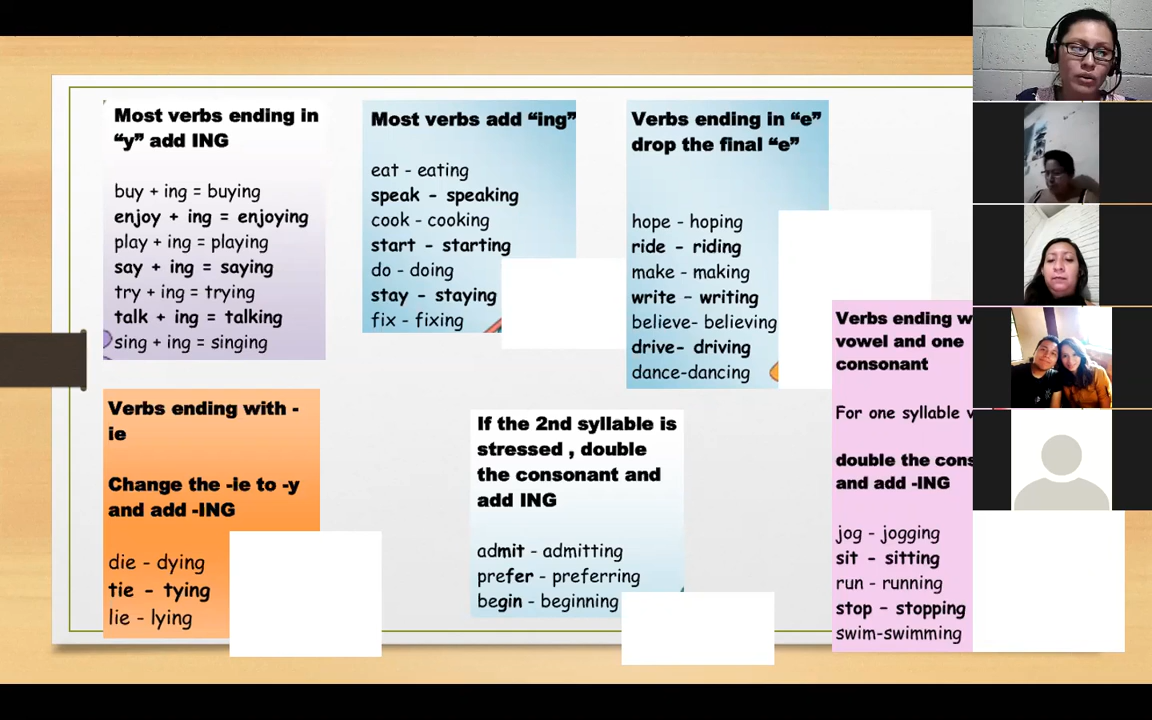 Most verbs ending in
“y” add ING
buy + ing = buying
enjoy + ing = enjoying
play + ing = playing
say + ing = saying
try + ing = trying
talk + ing = talking
sing + ing = singing
Most verbs add “ing”
eat - eating
speak - speaking
cook - cooking
start - starting
do - doing
stay - staying
fix - fixing
Verbs ending in “e”
drop the final “e”
hope - hoping
ride - riding
make - making
write - writing
believe- believing
drive- driving
dance-dancing
Verbs ending with -
ie
Change the -ie to -y
and add -ING
die - dying
tie - tying
lie - lying
If the 2nd syllable is
stressed , double
the consonant and
add ING
admit - admitting
prefer - preferring
begin - beginning
Verbs ending
vowel and one
consonant
For one syllable
double the
and add -ING
jog - jogging
sit - sitting
run - running
stop - stopping
swim-swimming